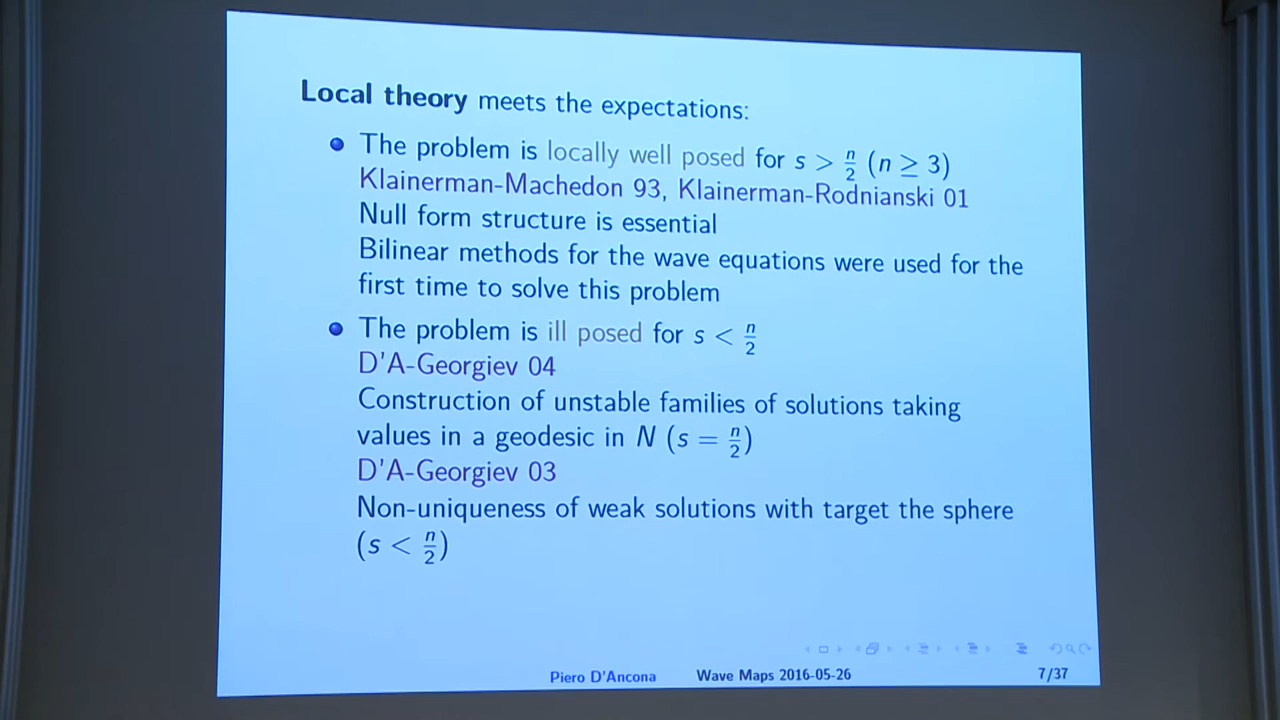 Local theory meets the expectations:
The problem is locally well posed for s > n/2 (n ≥ 3)
Klainerman-Machedon 93, Klainerman-Rodnianski 01
Null form structure is essential
Bilinear methods for the wave equations were used for the
first time to solve this problem
The problem is ill posed for s < n/2
D'A-Georgiev 04
Construction of unstable families of solutions taking
values in a geodesic in N (s = n/2)
D'A-Georgiev 03
Non-uniqueness of weak solutions with target the sphere
(s < n/2)
Piero D'Ancona Wave Maps 2016-05-26 7/37